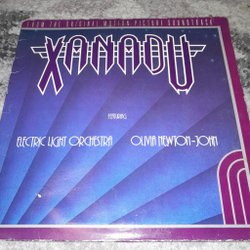 FROM THE ORIGINAL MOTION PICTURE SOUNDTRACK
XANADU
FEATURING
ELECTRIC LIGHT ORCHESTRA OLIVIA NEWTON-JOHN